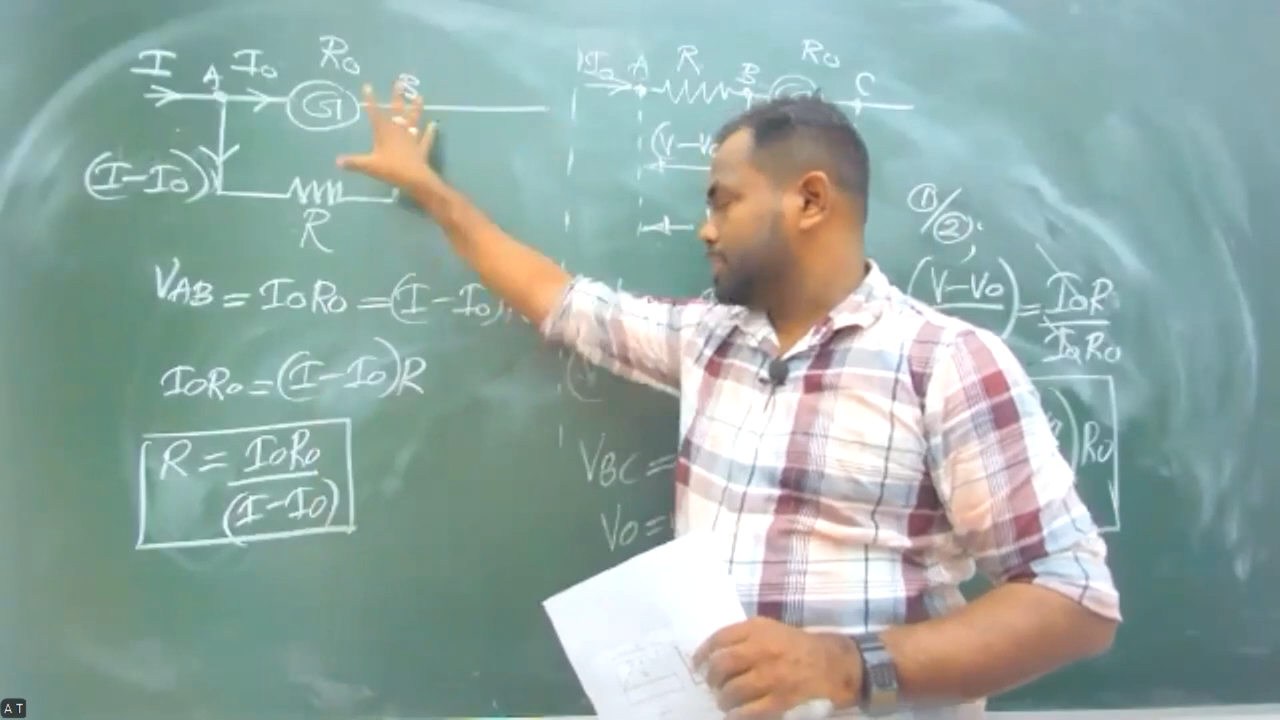 I A I₀ R₀ B
G
(I-I₀)
R
V_AB = I₀R₀ = (I-I₀)
I₀R₀ = (I-I₀)R
R = I₀R₀/(I-I₀)
I₀ A R B R₀ C
(V-V₀
V_BC =
V₀ =
①/②;
(V-V₀ ) = I₀R/I₀R₀
)R₀
A T